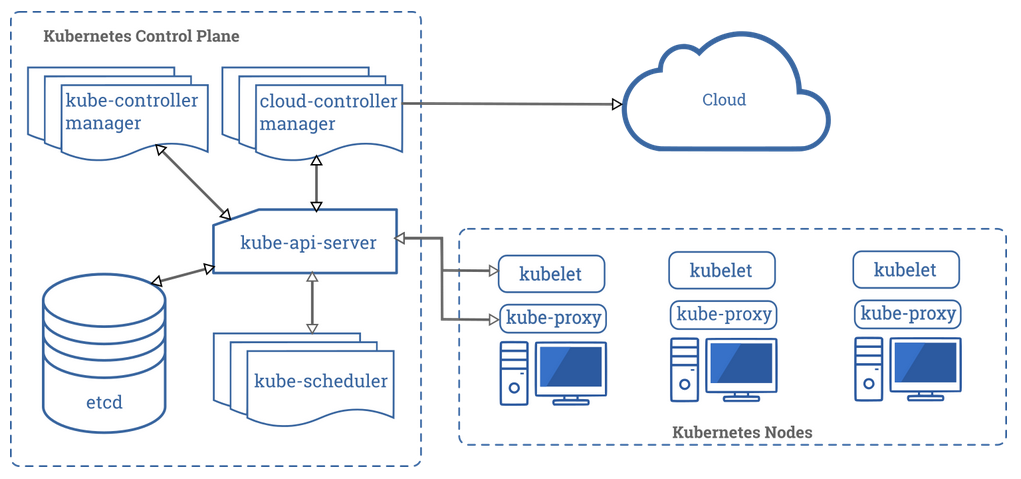 Kubernetes Control Plane
kube-controller
manager
cloud-controller
manager
Cloud
kube-api-server
etcd
kube-scheduler
kubelet
kubelet
kubelet
kube-proxy
kube-proxy
kube-proxy
Kubernetes Nodes